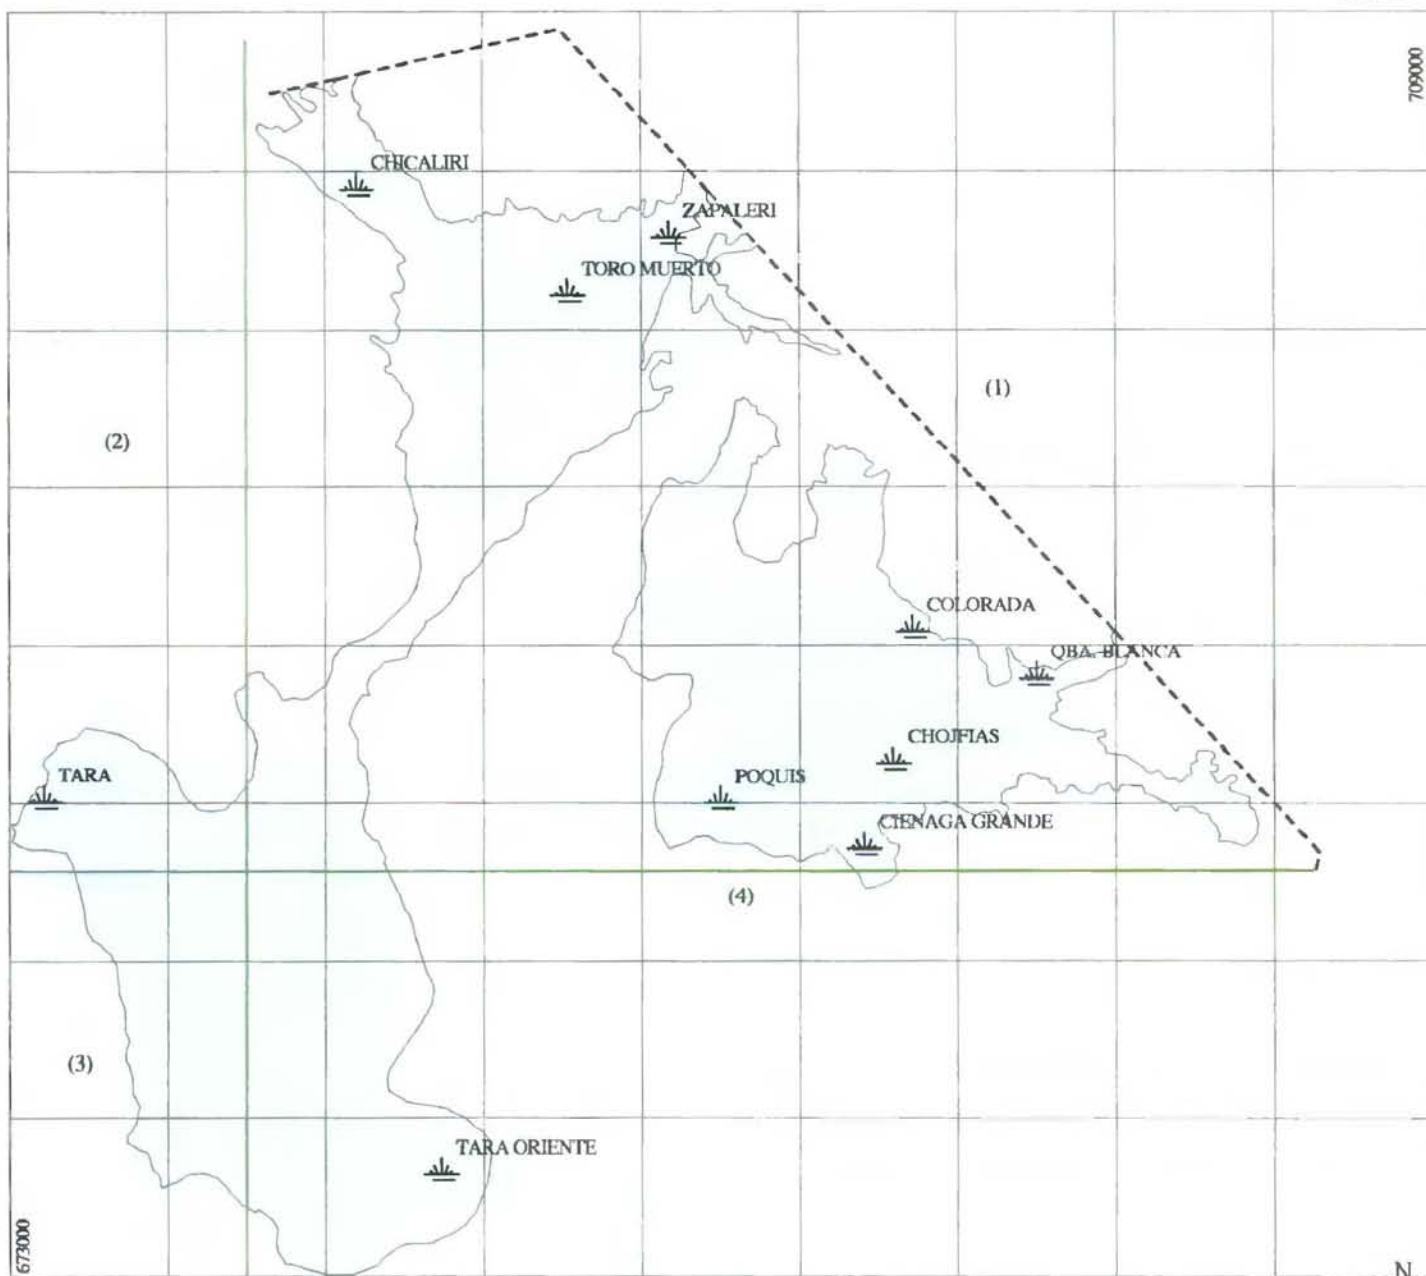 709000
CHICALIRI
ZAPALERI
TORO MUERTO
(1)
(2)
COLORADA
QBA. BLANCA
CHOJFIAS
TARA
POQUIS
CIENAGA GRANDE
(4)
(3)
TARA ORIENTE
673000
N